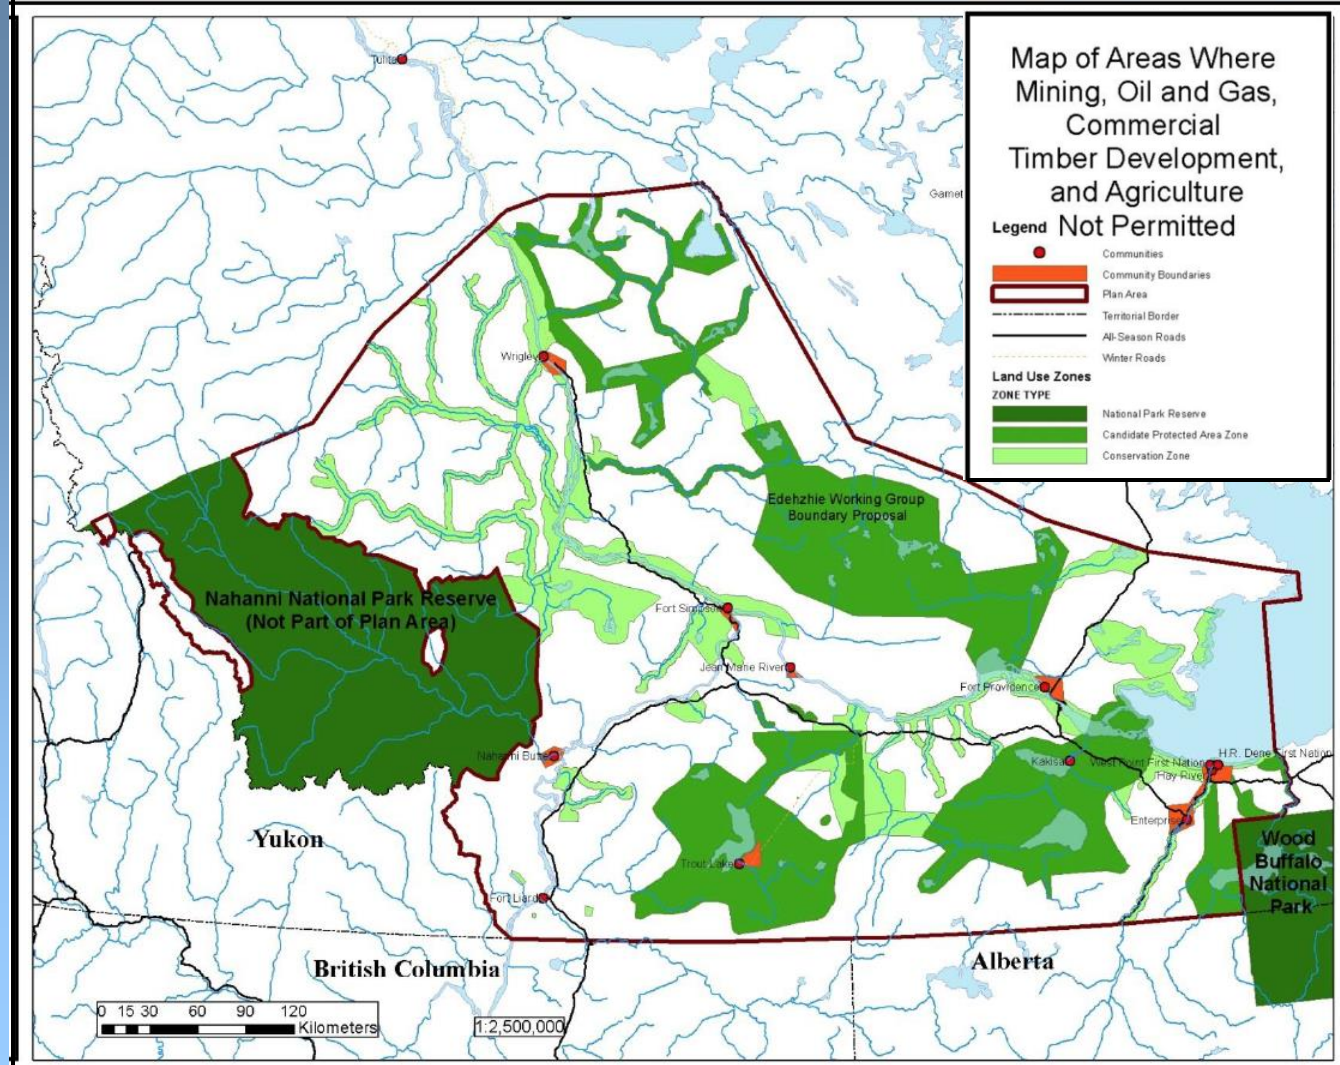 Map of Areas Where
Mining, Oil and Gas,
Commercial
Timber Development,
and Agriculture
Not Permitted
Legend
Communities
Community Boundaries
Plan Area
Territorial Border
All-Season Roads
Winter Roads
Land Use Zones
ZONE TYPE
National Park Reserve
Candidate Protected Area Zone
Conservation Zone
Tulita
Gamet
Wrigley
Edehzhie Working Group
Boundary Proposal
Nahanni National Park Reserve
(Not Part of Plan Area)
Fort Simpson
Jean Marie River
Fort Providence
Nahanni Butte
Kakisa
West Point First Nation
H.R. Dene First Nation
Hay River
Enterprise
Trout Lake
Fort Liard
Wood
Buffalo
National
Park
Yukon
British Columbia
Alberta
0 15 30 60 90 120
Kilometers
1:2,500,000